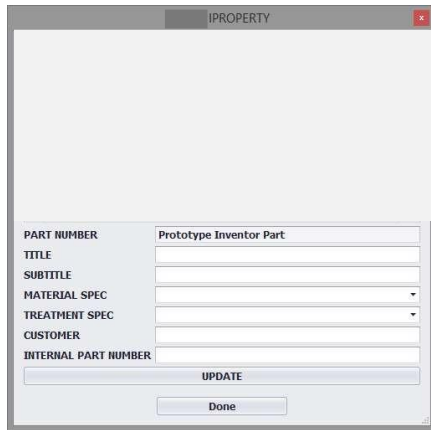 IPROPERTY
x
PART NUMBER Prototype Inventor Part
TITLE
SUBTITLE
MATERIAL SPEC
TREATMENT SPEC
CUSTOMER
INTERNAL PART NUMBER
UPDATE
Done